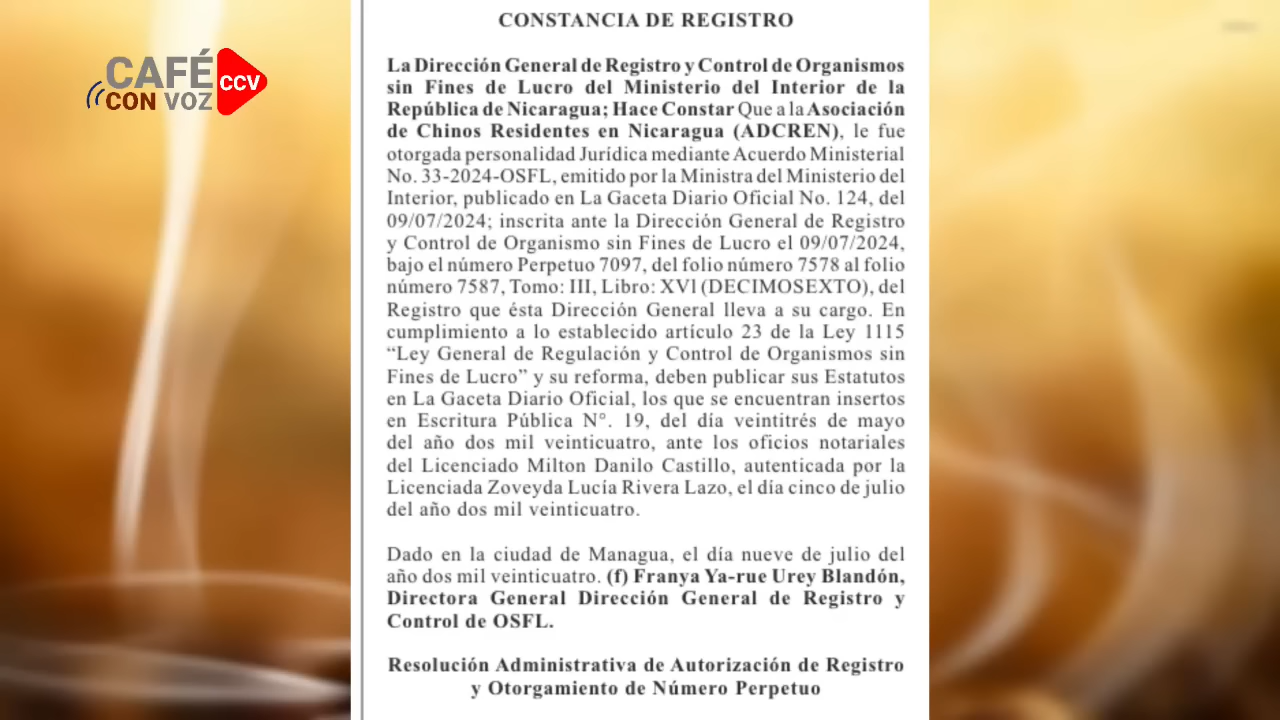 CAFÉ
CON VOZ
CCV
CONSTANCIA DE REGISTRO
La Dirección General de Registro y Control de Organismos
sin Fines de Lucro del Ministerio del Interior de la
República de Nicaragua; Hace Constar Que a la Asociación
de Chinos Residentes en Nicaragua (ADCREN), le fue
otorgada personalidad Jurídica mediante Acuerdo Ministerial
No. 33-2024-OSFL, emitido por la Ministra del Ministerio del
Interior, publicado en La Gaceta Diario Oficial No. 124, del
09/07/2024; inscrita ante la Dirección General de Registro
y Control de Organismo sin Fines de Lucro el 09/07/2024,
bajo el número Perpetuo 7097, del folio número 7578 al folio
número 7587, Tomo: III, Libro: XVl (DECIMOSEXTO), del
Registro que ésta Dirección General lleva a su cargo. En
cumplimiento a lo establecido artículo 23 de la Ley 1115
“Ley General de Regulación y Control de Organismos sin
Fines de Lucro” y su reforma, deben publicar sus Estatutos
en La Gaceta Diario Oficial, los que se encuentran insertos
en Escritura Pública N°. 19, del día veintitrés de mayo
del año dos mil veinticuatro, ante los oficios notariales
del Licenciado Milton Danilo Castillo, autenticada por la
Licenciada Zoveyda Lucía Rivera Lazo, el día cinco de julio
del año dos mil veinticuatro.
Dado en la ciudad de Managua, el día nueve de julio del
año dos mil veinticuatro. (f) Franya Ya-rue Urey Blandón,
Directora General Dirección General de Registro y
Control de OSFL.
Resolución Administrativa de Autorización de Registro
y Otorgamiento de Número Perpetuo